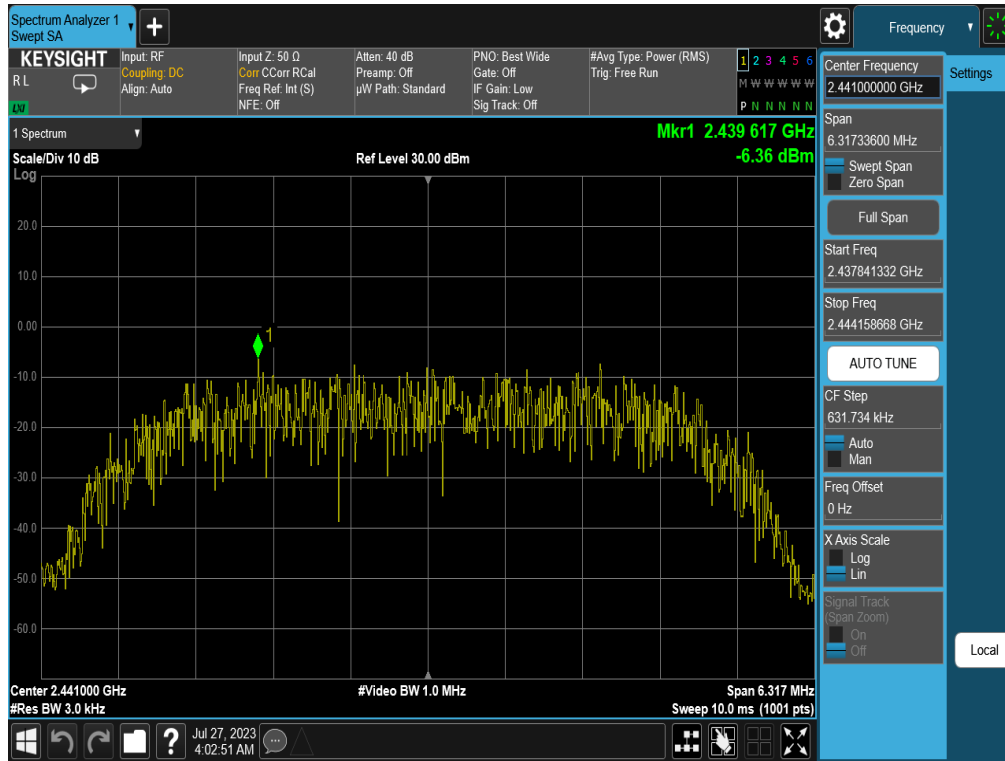 Spectrum Analyzer 1
Swept SA
Frequency
KEYSIGHT
R L
LXI
Input: RF
Coupling: DC
Align: Auto
Input Z: 50 Ω
Corr CCorr RCal
Freq Ref: Int (S)
NFE: Off
Atten: 40 dB
Preamp: Off
µW Path: Standard
PNO: Best Wide
Gate: Off
IF Gain: Low
Sig Track: Off
#Avg Type: Power (RMS)
Trig: Free Run
1 2 3 4 5 6
M W W W W W
P N N N N N
1 Spectrum
Scale/Div 10 dB
Log
Ref Level 30.00 dBm
Mkr1 2.439 617 GHz
-6.36 dBm
1
20.0
10.0
0.00
-10.0
-20.0
-30.0
-40.0
-50.0
-60.0
Center 2.441000 GHz
#Video BW 1.0 MHz
Span 6.317 MHz
#Res BW 3.0 kHz
Sweep 10.0 ms (1001 pts)
Jul 27, 2023
4:02:51 AM
Center Frequency
2.441000000 GHz
Settings
Span
6.31733600 MHz
Swept Span
Zero Span
Full Span
Start Freq
2.437841332 GHz
Stop Freq
2.444158668 GHz
AUTO TUNE
CF Step
631.734 kHz
Auto
Man
Freq Offset
0 Hz
X Axis Scale
Log
Lin
Signal Track
(Span Zoom)
On
Off
Local